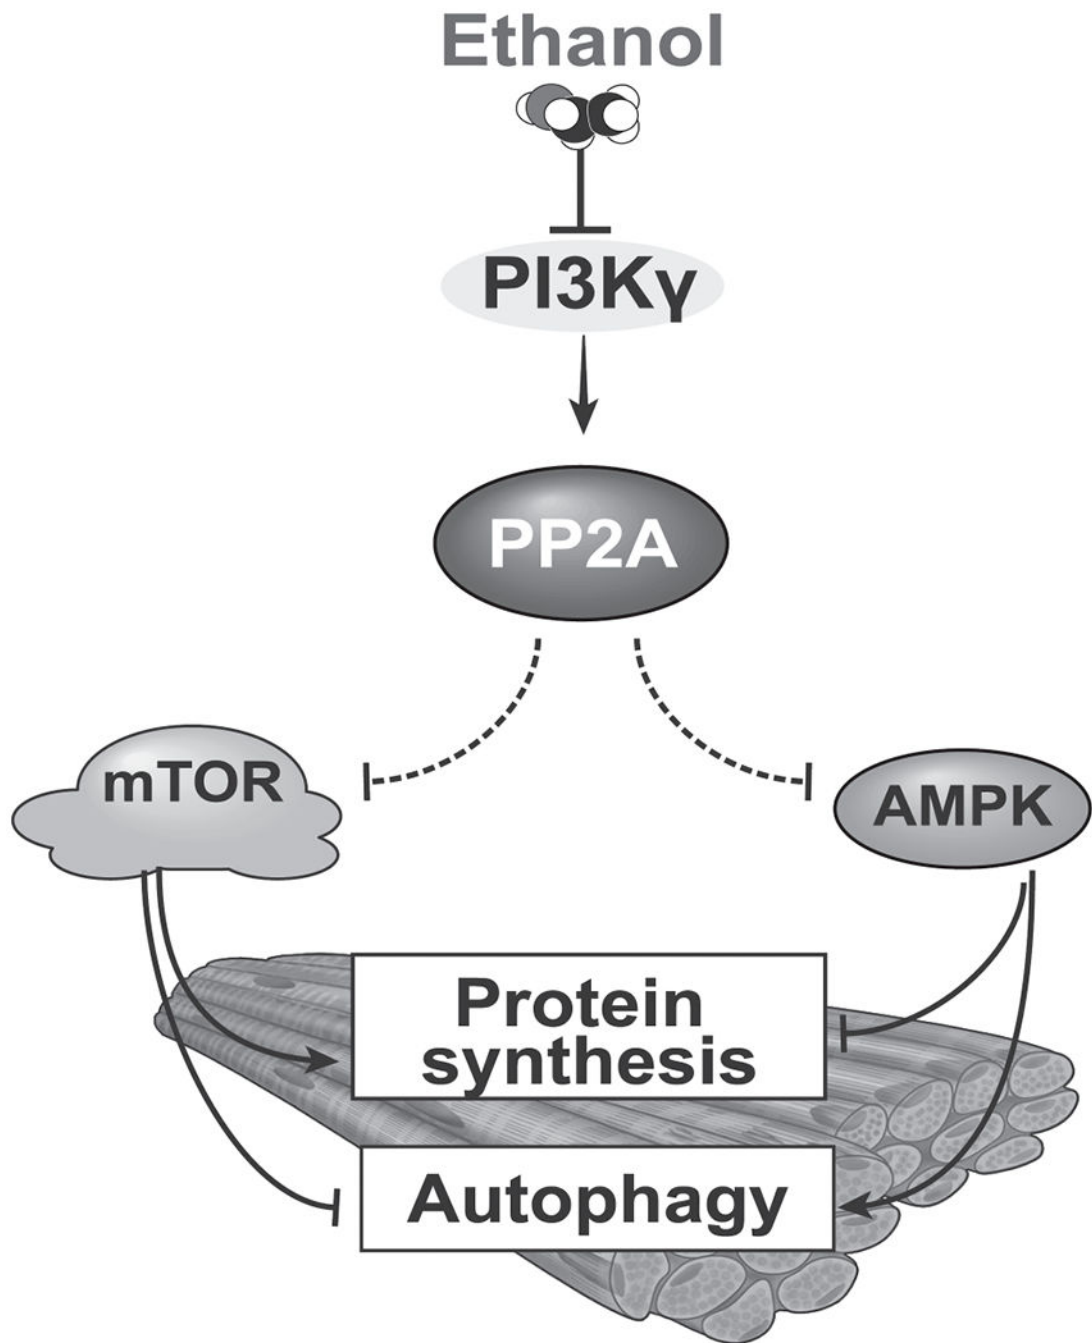 Ethanol
PI3Kγ
PP2A
mTOR
AMPK
Protein
synthesis
Autophagy